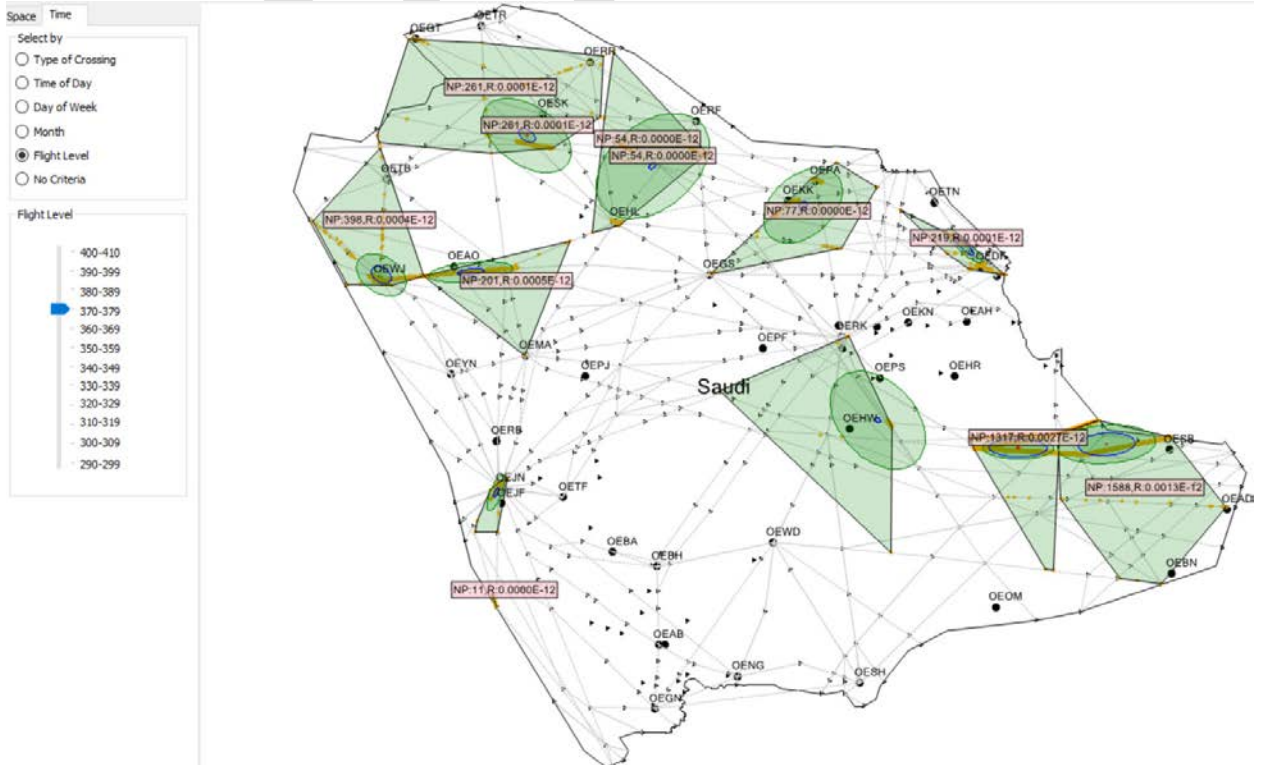 Space Time
Select by
Type of Crossing
Time of Day
Day of Week
Month
Flight Level
No Criteria
Flight Level
400-410
390-399
380-389
370-379
360-369
350-359
340-349
330-339
320-329
310-319
300-309
290-299
OETR
OEGT
OERR
NP:261,R:0.0001E-12
OESK
OERF
NP:261,R:0.0001E-12
NP:54,R:0.0000E-12
NP:54,R:0.0000E-12
OETB
OEPA
OEKK
OETN
NP:398,R:0.0004E-12
OEHL
NP:77,R:0.0000E-12
NP:219,R:0.0001E-12
OEDF
OEWJ
OEAO
OEGS
NP:201,R:0.0005E-12
OERK
OEKN
OEAH
OEMA
OEPF
OEYN
OEPJ
OEPS
OEHR
Saudi
OERB
OEHW
NP:1317,R:0.0027E-12
OESB
OEJN
NP:1588,R:0.0013E-12
OEJF
OETF
OEAD
OEBA
OEWD
OEBH
OEBN
NP:11,R:0.0000E-12
OEOM
OEAB
OENG
OESH
OEGN